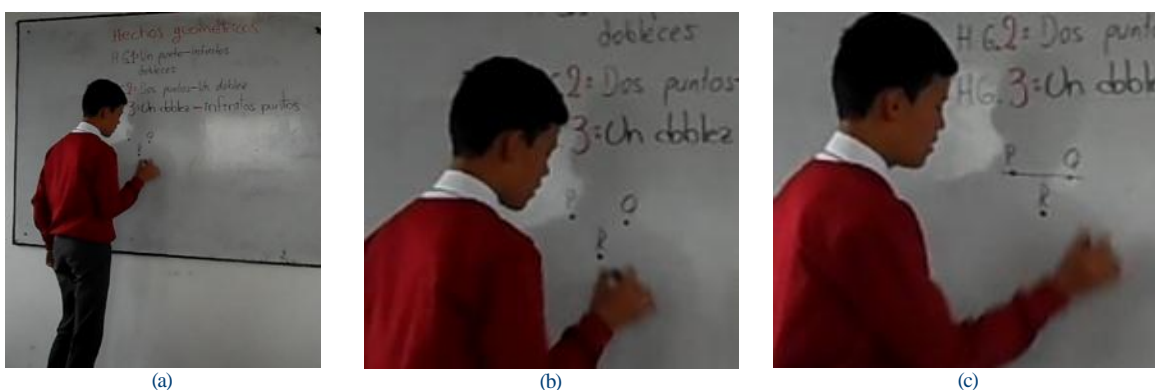 Hechos geométricos
H.G.1: Un punto-infinitos
dobleces
2: Dos puntos-Un doblez
3: Un doblez-infinitos puntos
Q
R
(a)
dobleces
2: Dos puntos-
3: Un doblez
P
Q
R
(b)
H.G.2: Dos punto
HG.3: Un doble
P
Q
R
(c)